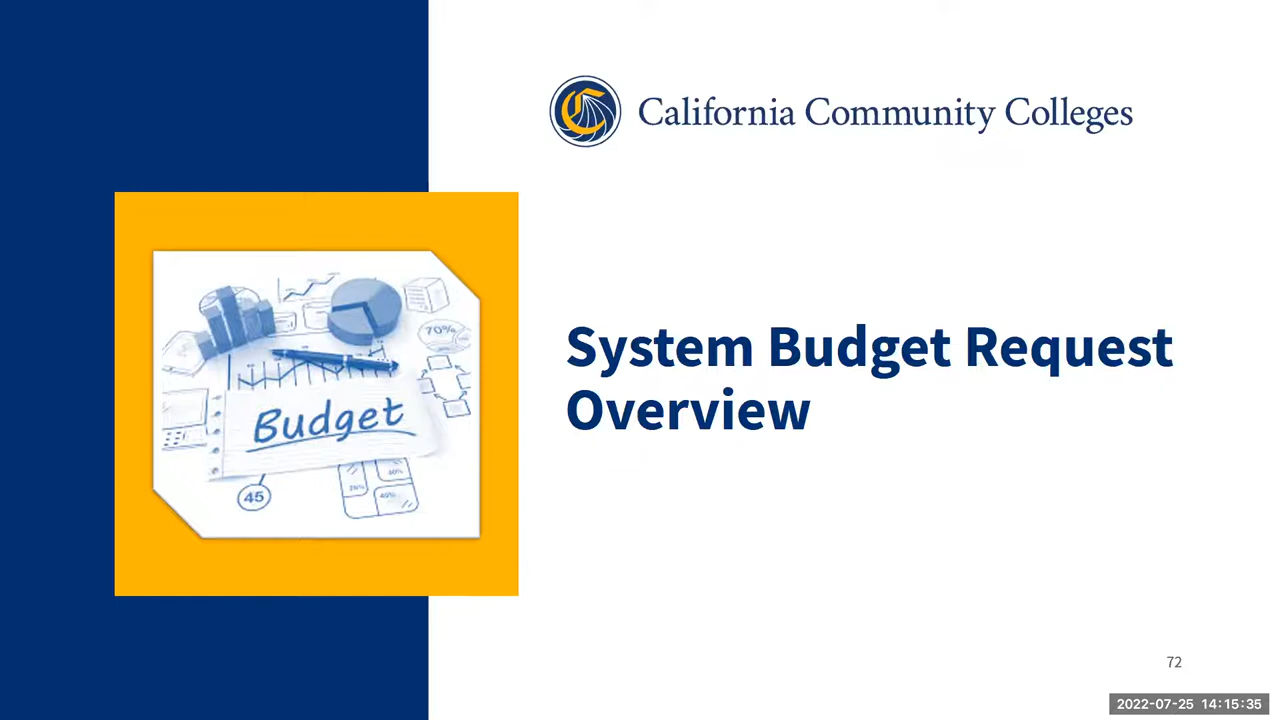 California Community Colleges
System Budget Request
Overview
70%
Budget
45
72
2022-07-25 14:15:35